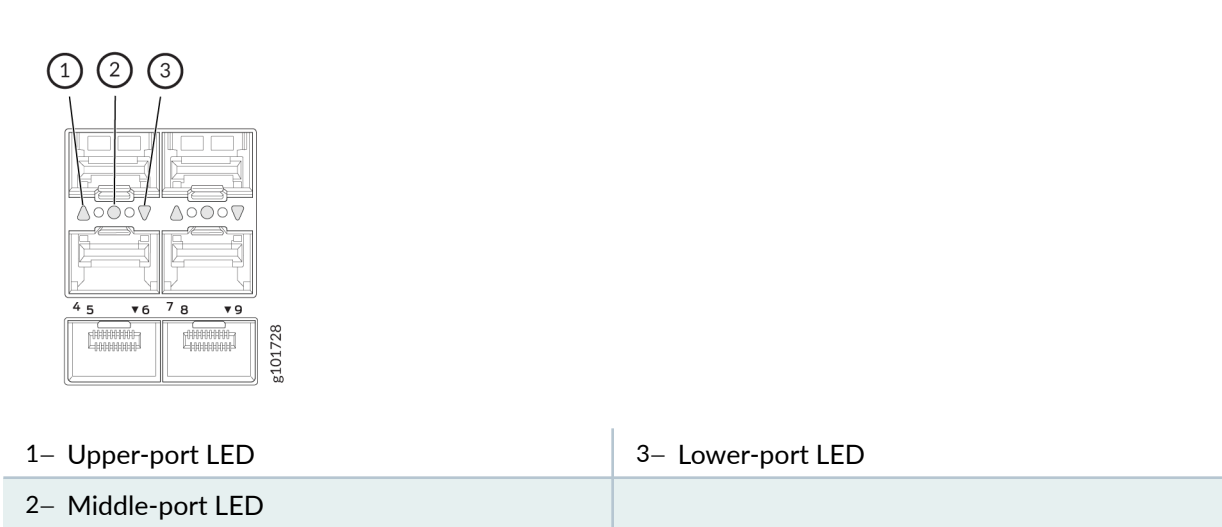 1 2 3
4 5 ▼6 7 8 ▼9
g101728
1– Upper-port LED
3– Lower-port LED
2– Middle-port LED